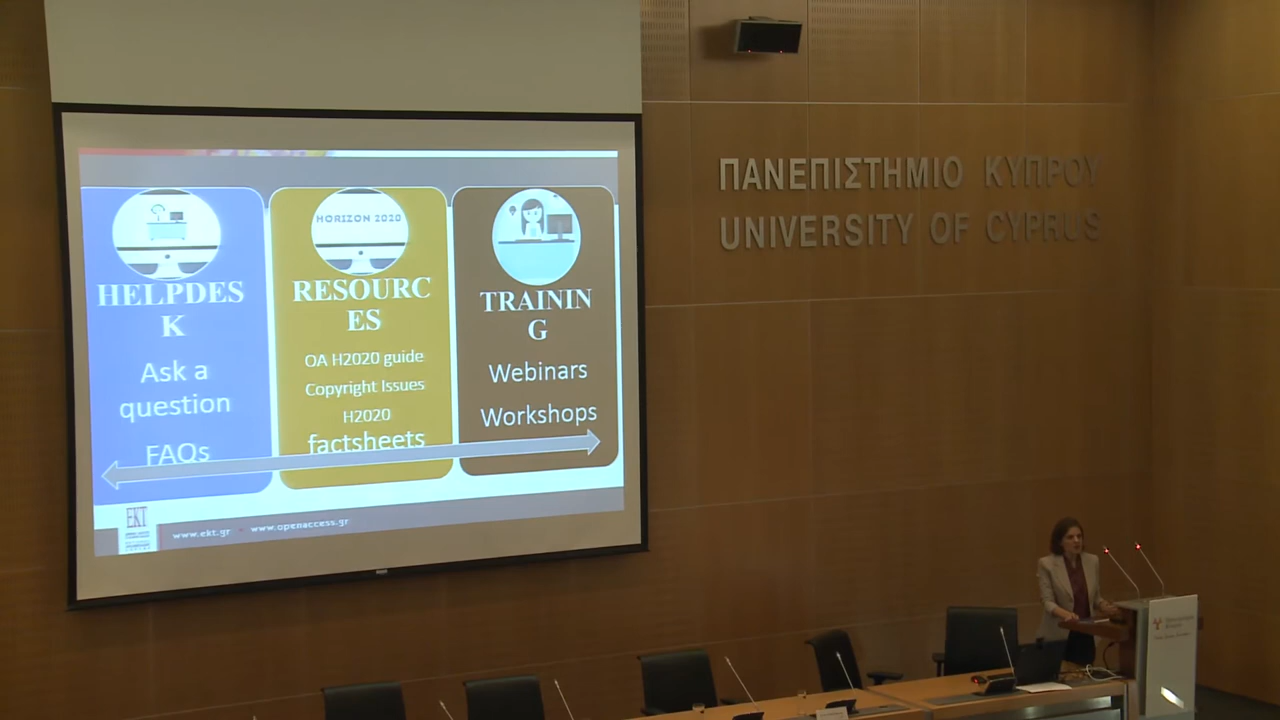 HORIZON 2020
HELPDES
K
Ask a
question
FAQs
RESOURC
ES
OA H2020 guide
Copyright Issues
H2020
factsheets
TRAININ
G
Webinars
Workshops
EKT
www.ekt.gr • www.openaccess.gr
ΠΑΝΕΠΙΣΤΗΜΙΟ ΚΥΠΡΟΥ
UNIVERSITY OF CYPRUS